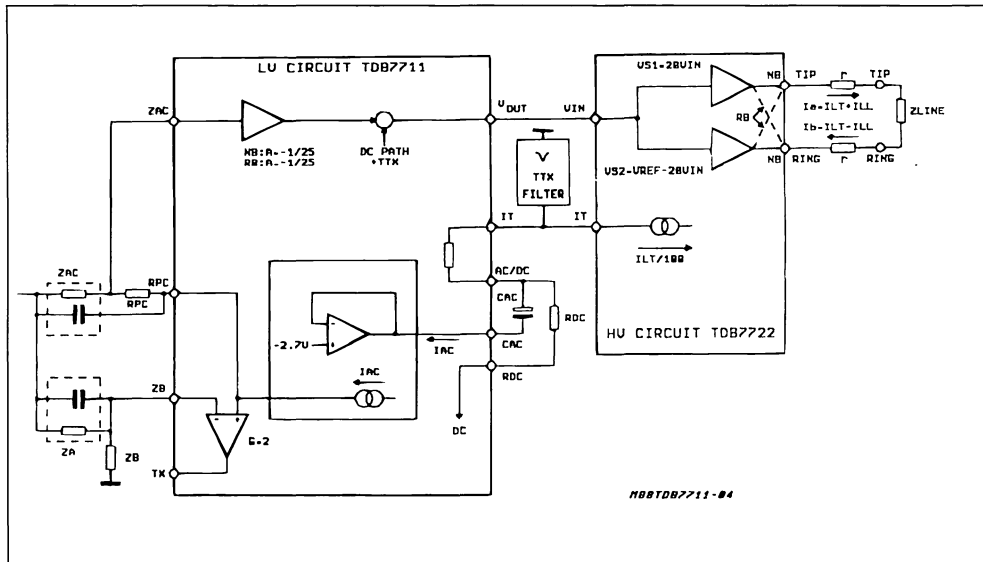 LV CIRCUIT TDB7711
ZAC
NB:A=-1/25
RB:A=-1/25
DC PATH
+TTX
VOUT
VIN
VS1=20VIN
VS2=VREF-20VIN
NB
RB
NB
TIP
r
TIP
Ia=ILT+ILL
Ib=ILT-ILL
ZLINE
RING
r
RING
TTX
FILTER
IT
IT
ILT/100
HV CIRCUIT TDB7722
ZAC
RPC
RPC
AC/DC
CAC
RDC
-2.7V
IAC
CAC
RDC
IAC
DC
ZB
ZA
ZB
G=2
TX
M88TDB7711-04